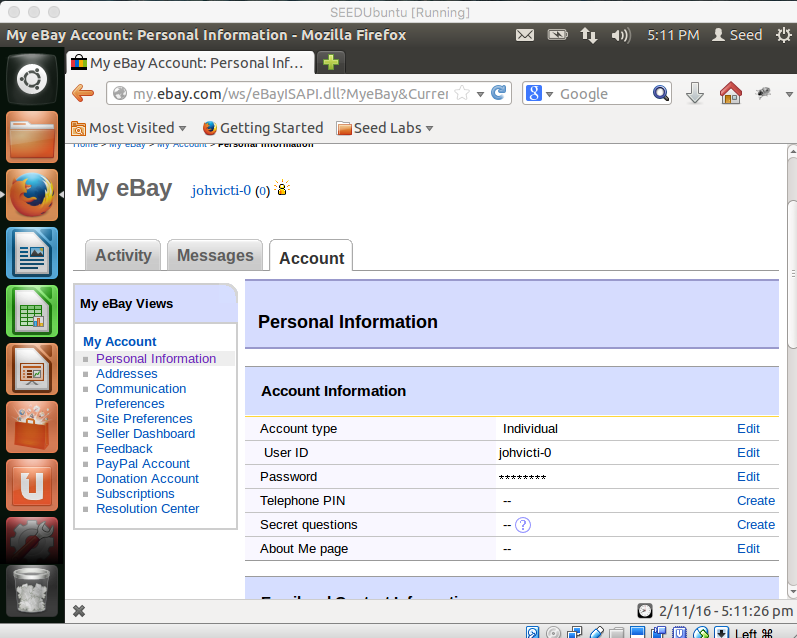 SEEDUbuntu [Running]
My eBay Account: Personal Information - Mozilla Firefox
5:11 PM Seed
My eBay Account: Personal Inf...
my.ebay.com/ws/eBayISAPI.dll?MyeBay&Curre
Google
Most Visited Getting Started Seed Labs
Home > My eBay > My Account > Personal Information
My eBay johvicti-0 (0)
Activity Messages Account
My eBay Views
My Account
Personal Information
Addresses
Communication
Preferences
Site Preferences
Seller Dashboard
Feedback
PayPal Account
Donation Account
Subscriptions
Resolution Center
Personal Information
Account Information
Account type Individual Edit
User ID johvicti-0 Edit
Password ******** Edit
Telephone PIN -- Create
Secret questions -- ? Create
About Me page -- Edit
2/11/16 - 5:11:26 pm
Left ⌘